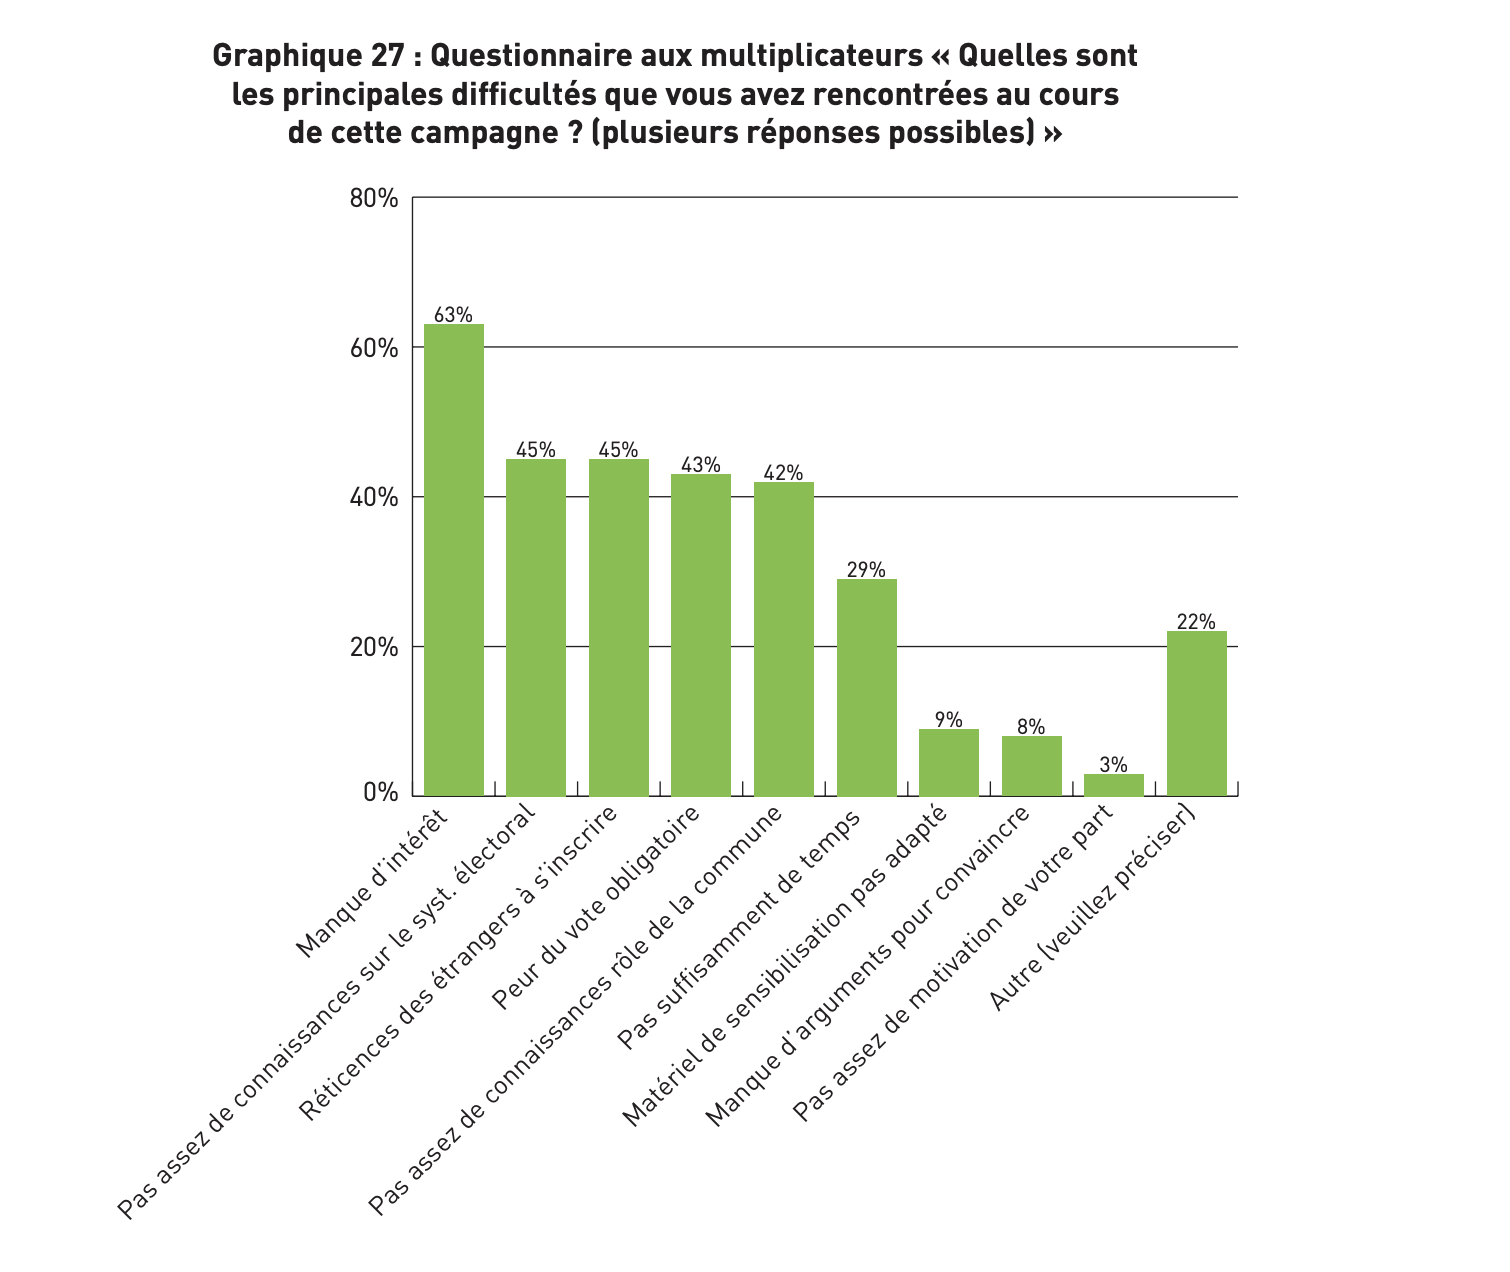 Graphique 27 : Questionnaire aux multiplicateurs « Quelles sont
les principales difficultés que vous avez rencontrées au cours
de cette campagne ? (plusieurs réponses possibles) »
80%
60%
40%
20%
0%
63%
45%
45%
43%
42%
29%
9%
8%
3%
22%
Manque d'intérêt
Pas assez de connaissances sur le syst. électoral
Réticences des étrangers à s'inscrire
Peur du vote obligatoire
Pas assez de connaissances rôle de la commune
Pas suffisamment de temps
Matériel de sensibilisation pas adapté
Manque d'arguments pour convaincre
Pas assez de motivation de votre part
Autre (veuillez préciser)